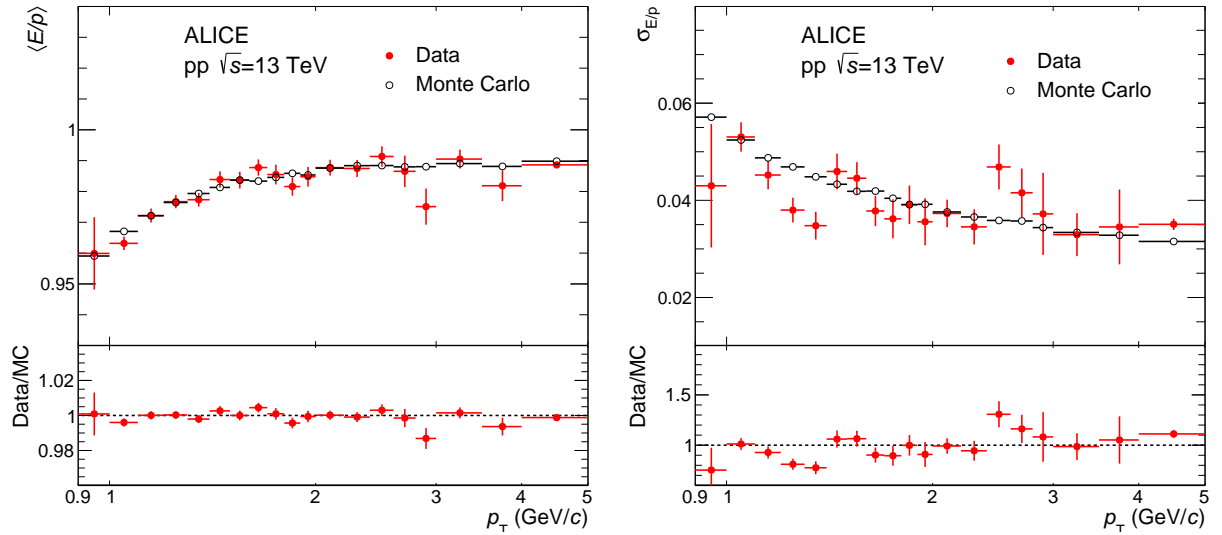 ⟨E/p⟩
ALICE
pp √s=13 TeV
Data
Monte Carlo
1
0.95
Data/MC
1.02
1
0.98
0.9 1 2 3 4 5
p_T (GeV/c)
σ_E/p
ALICE
pp √s=13 TeV
Data
Monte Carlo
0.06
0.04
0.02
Data/MC
1.5
1
0.9 1 2 3 4 5
p_T (GeV/c)